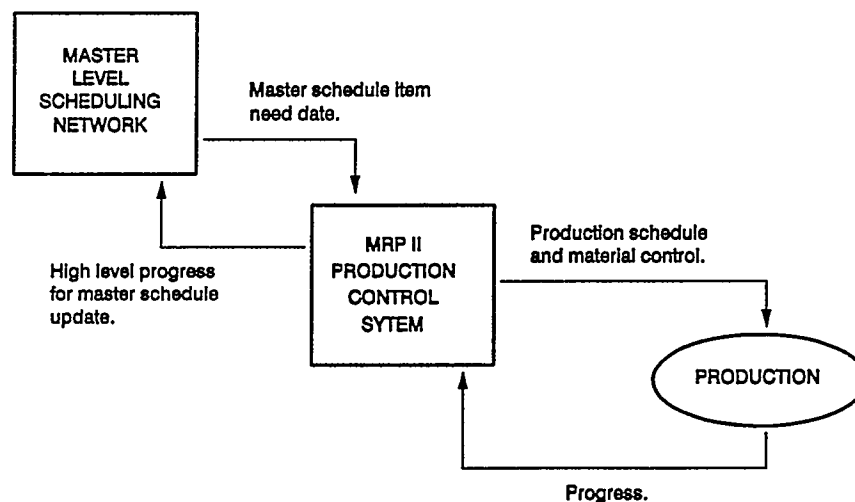 MASTER
LEVEL
SCHEDULING
NETWORK
Master schedule item
need date.
High level progress
for master schedule
update.
MRP II
PRODUCTION
CONTROL
SYTEM
Production schedule
and material control.
PRODUCTION
Progress.